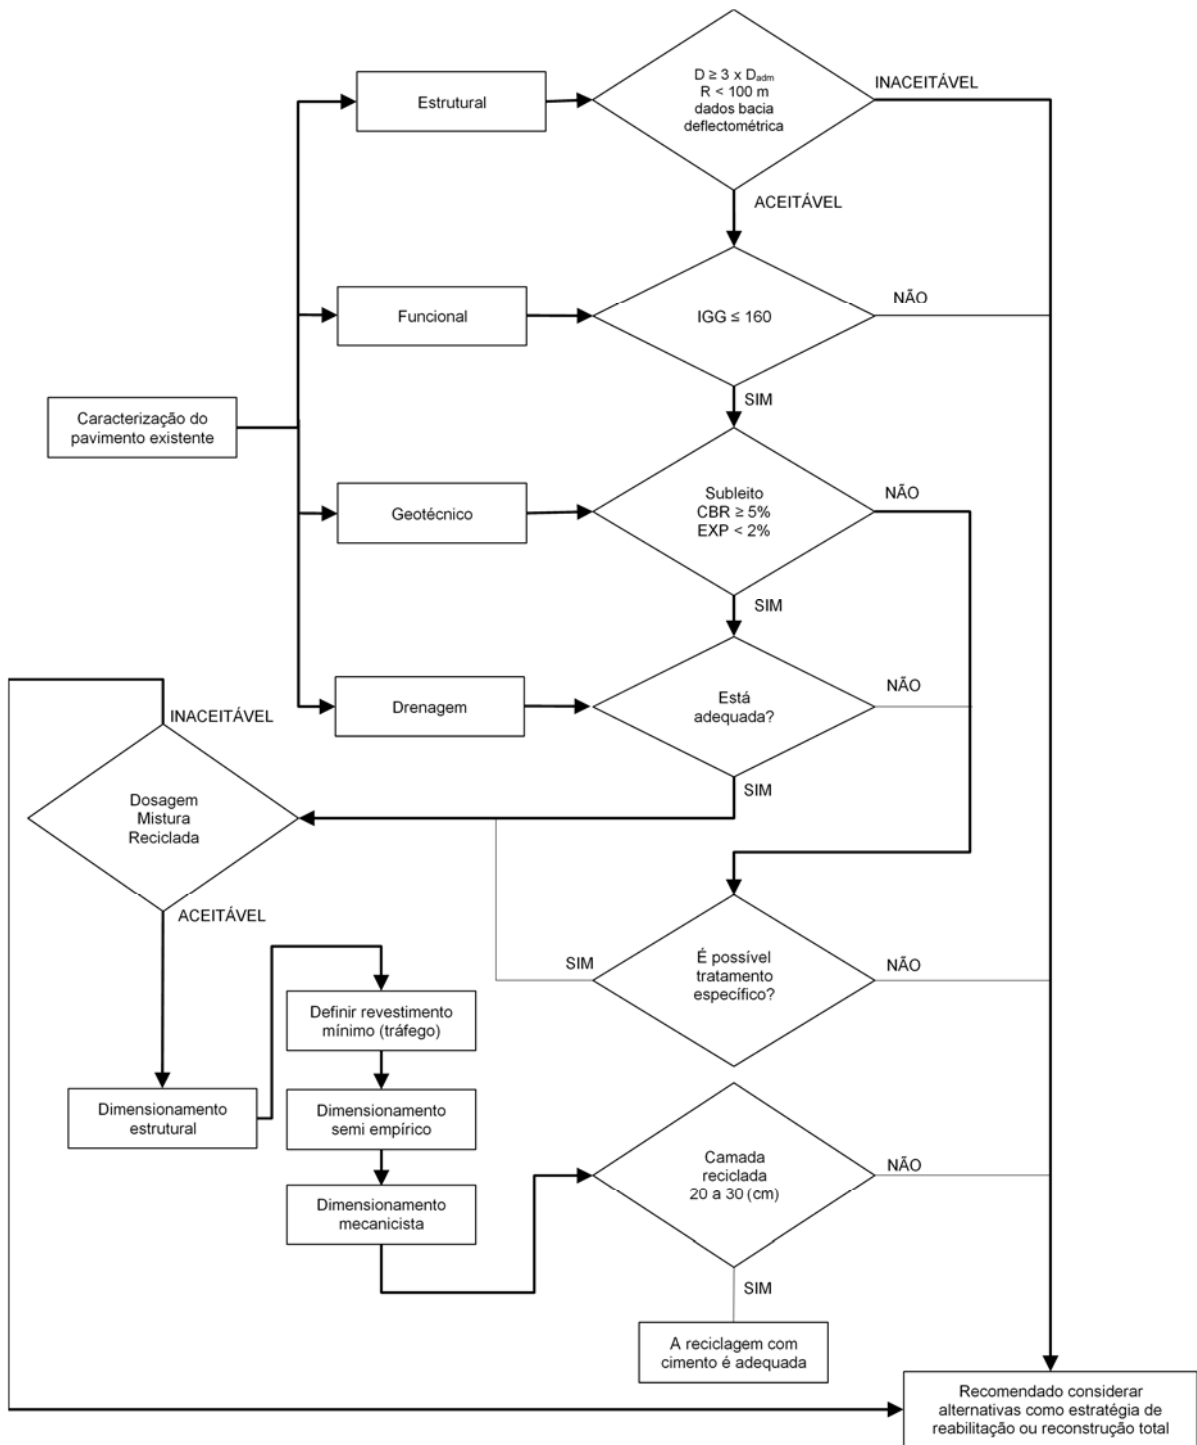 D ≥ 3 x Dadm
R < 100 m
dados bacia
deflectométrica
INACEITÁVEL
Estrutural
ACEITÁVEL
Funcional
IGG ≤ 160
NÃO
SIM
Caracterização do
pavimento existente
Geotécnico
Subleito
CBR ≥ 5%
EXP < 2%
NÃO
SIM
Drenagem
Está
adequada?
NÃO
SIM
INACEITÁVEL
Dosagem
Mistura
Reciclada
ACEITÁVEL
É possível
tratamento
específico?
SIM
NÃO
Definir revestimento
mínimo (tráfego)
Dimensionamento
estrutural
Dimensionamento
semi empírico
Dimensionamento
mecanicista
Camada
reciclada
20 a 30 (cm)
NÃO
SIM
A reciclagem com
cimento é adequada
Recomendado considerar
alternativas como estratégia de
reabilitação ou reconstrução total